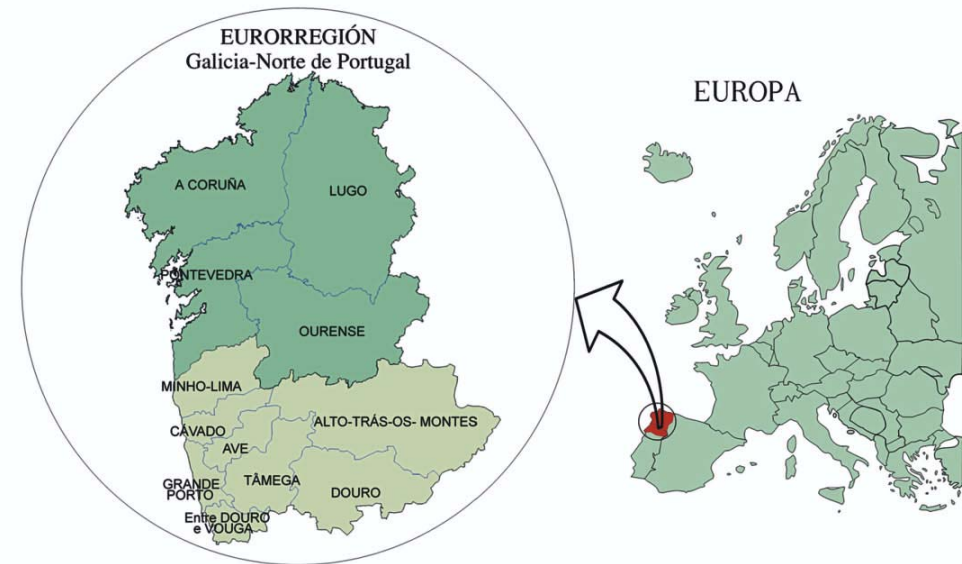 EURORREGIÓN
Galicia-Norte de Portugal
EUROPA
A CORUÑA
LUGO
PONTEVEDRA
OURENSE
MINHO-LIMA
ALTO-TRÁS-OS- MONTES
CÁVADO
AVE
TÂMEGA
GRANDE
PORTO
DOURO
Entre DOURO
e VOUGA